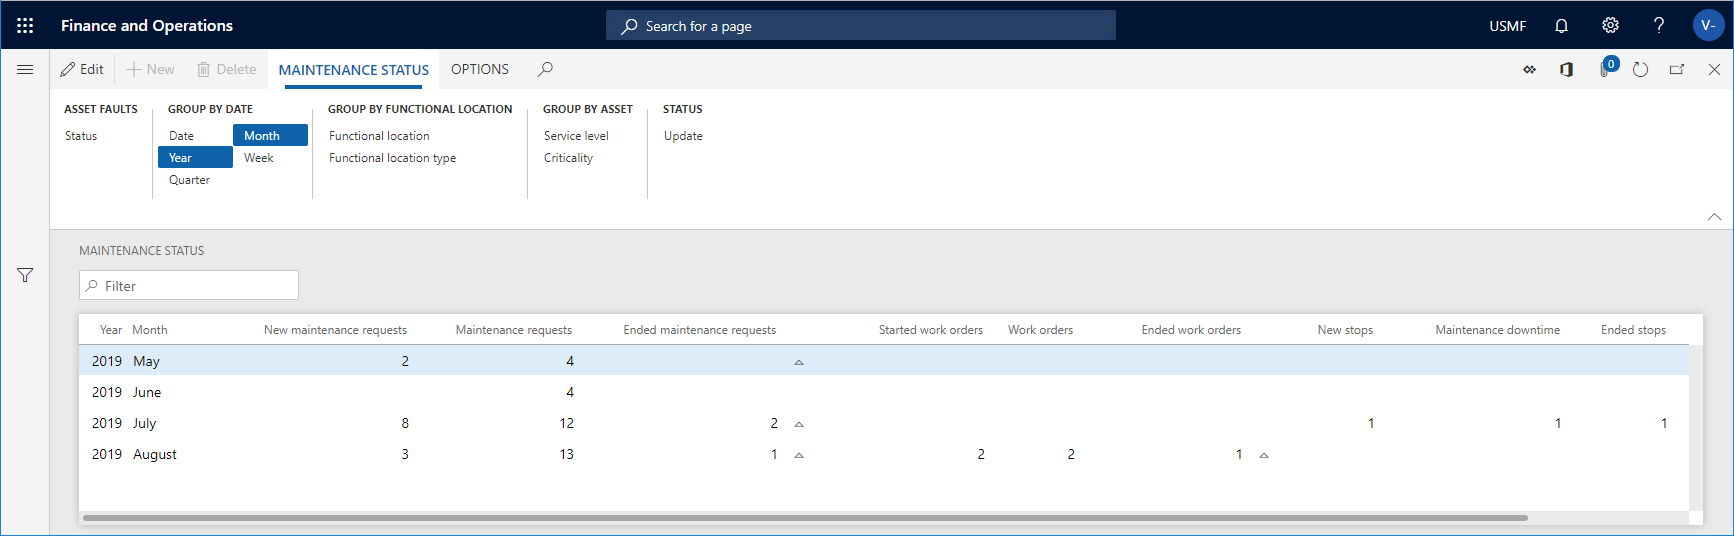 Finance and Operations Search for a page USMF ? V-
Edit New Delete MAINTENANCE STATUS OPTIONS 0
ASSET FAULTS GROUP BY DATE GROUP BY FUNCTIONAL LOCATION GROUP BY ASSET STATUS
Status Date Month Functional location Service level Update
Year Week Functional location type Criticality
Quarter
MAINTENANCE STATUS
Filter
Year Month New maintenance requests Maintenance requests Ended maintenance requests Started work orders Work orders Ended work orders New stops Maintenance downtime Ended stops
2019 May 2 4
2019 June 4
2019 July 8 12 2 1 1 1
2019 August 3 13 1 2 2 1